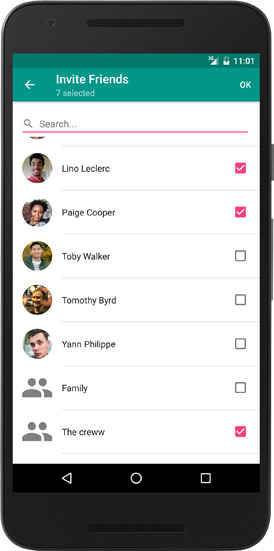 3G 11:01
Invite Friends
7 selected
OK
Search...
Lino Leclerc
Paige Cooper
Toby Walker
Tomothy Byrd
Yann Philippe
Family
The creww